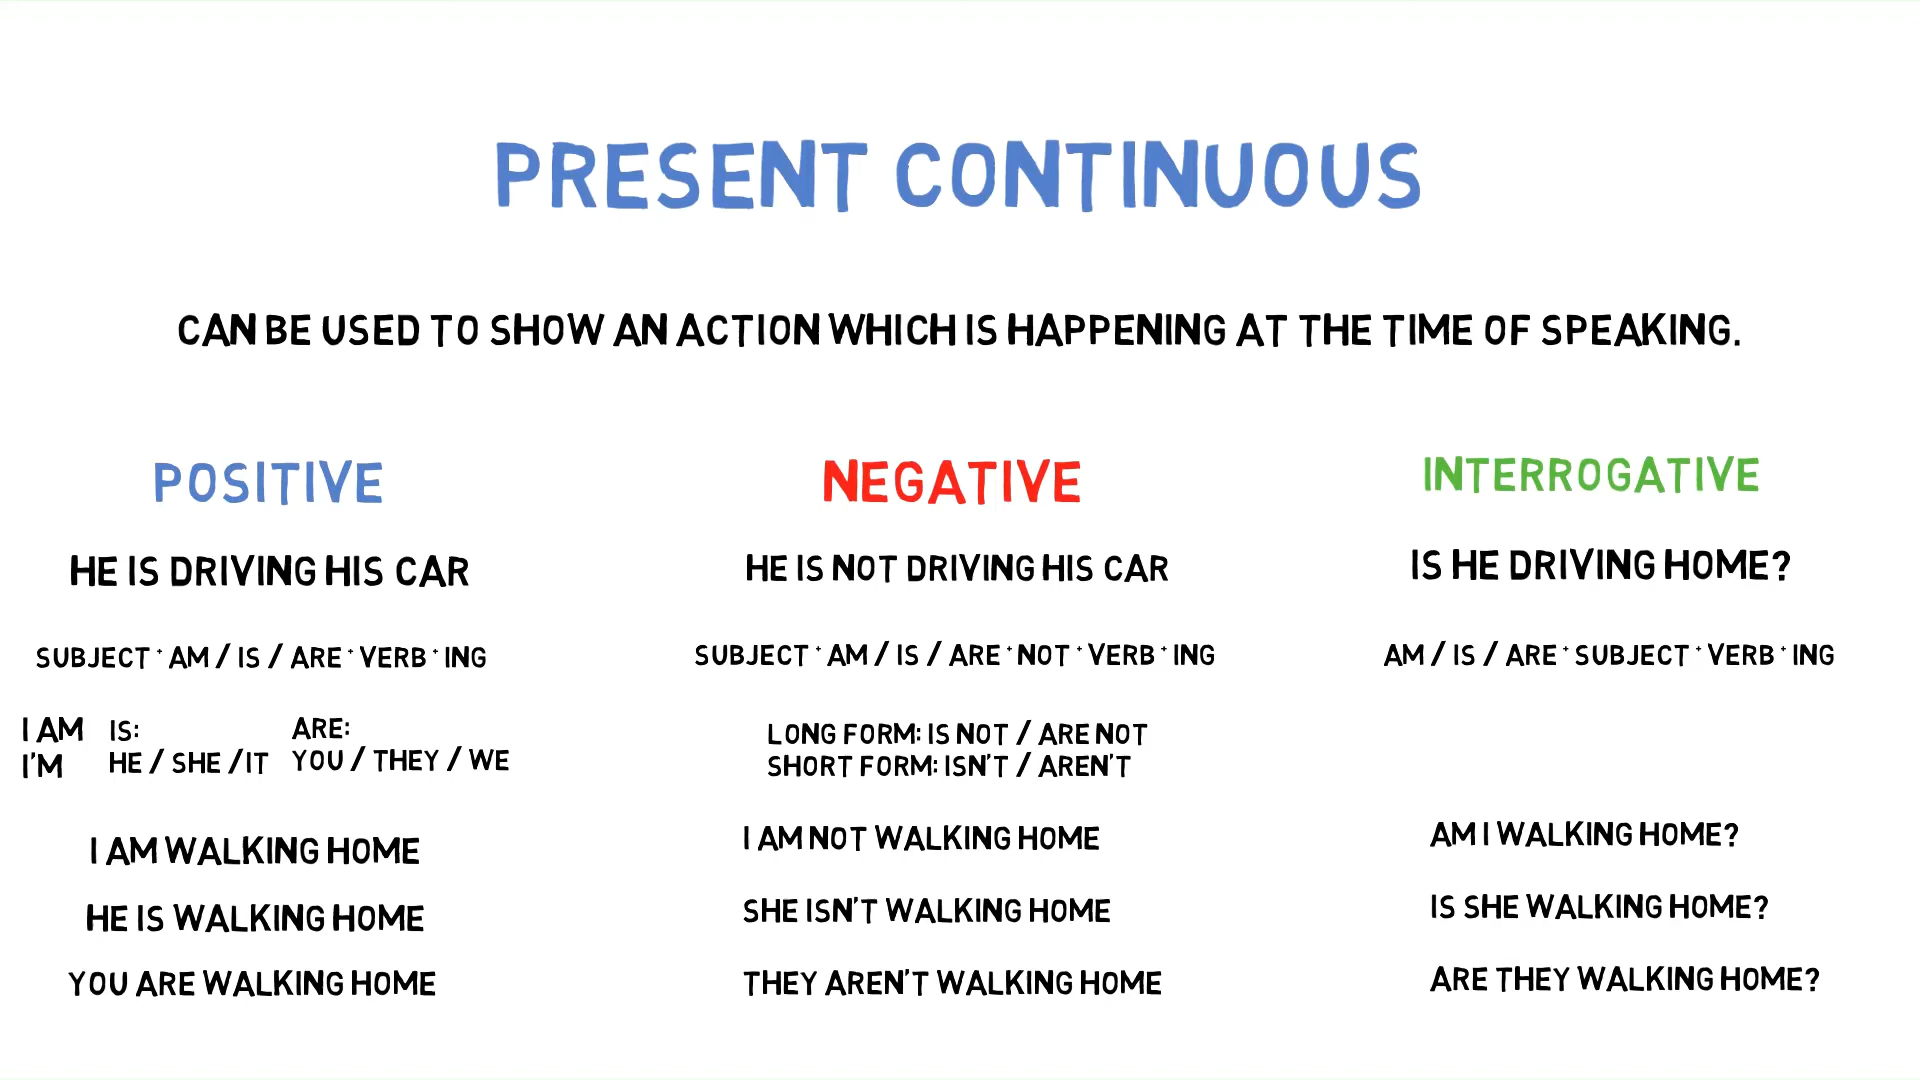 PRESENT CONTINUOUS
CAN BE USED TO SHOW AN ACTION WHICH IS HAPPENING AT THE TIME OF SPEAKING.
POSITIVE
HE IS DRIVING HIS CAR
SUBJECT + AM / IS / ARE + VERB + ING
I AM
I'M
IS:
HE / SHE /IT
ARE:
YOU / THEY / WE
I AM WALKING HOME
HE IS WALKING HOME
YOU ARE WALKING HOME
NEGATIVE
HE IS NOT DRIVING HIS CAR
SUBJECT + AM / IS / ARE + NOT + VERB + ING
LONG FORM: IS NOT / ARE NOT
SHORT FORM: ISN'T / AREN'T
I AM NOT WALKING HOME
SHE ISN'T WALKING HOME
THEY AREN'T WALKING HOME
INTERROGATIVE
IS HE DRIVING HOME?
AM / IS / ARE + SUBJECT + VERB + ING
AM I WALKING HOME?
IS SHE WALKING HOME?
ARE THEY WALKING HOME?